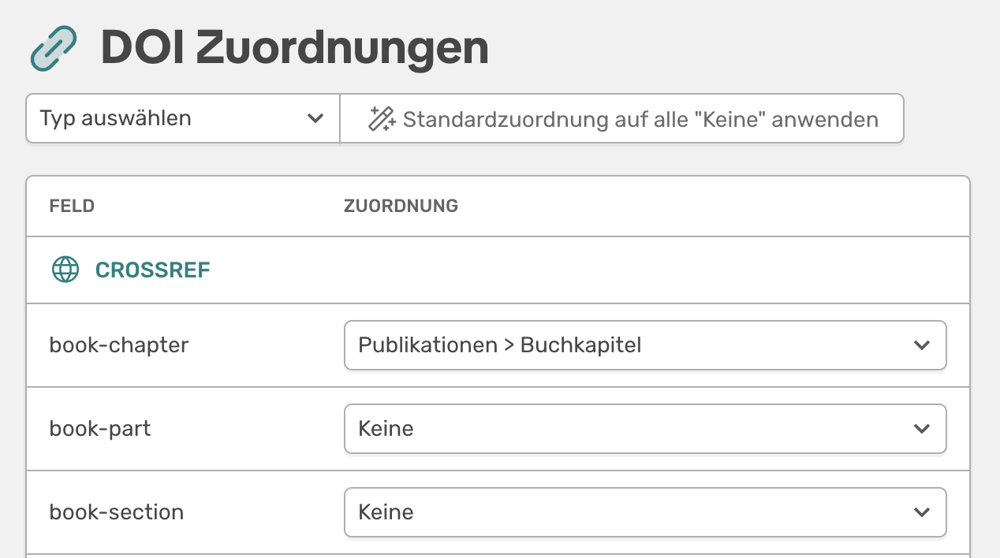 DOI Zuordnungen
Typ auswählen
Standardzuordnung auf alle "Keine" anwenden
FELD ZUORDNUNG
CROSSREF
book-chapter Publikationen > Buchkapitel
book-part Keine
book-section Keine